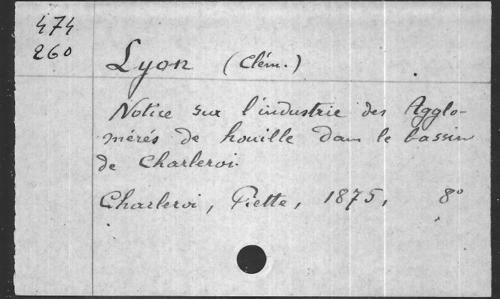 474
260
Lyon (Clém.)
Notice sur l'industrie des Agglo-
mérés de houille dans le bassin
de Charleroi.
Charleroi, Piette, 1875, 8°